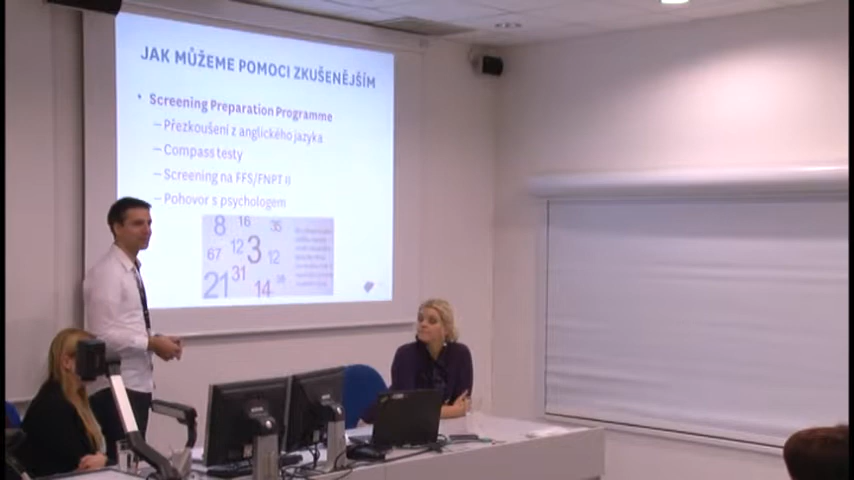 JAK MŮŽEME POMOCI ZKUŠENĚJŠÍM
• Screening Preparation Programme
– Přezkoušení z anglického jazyka
– Compass testy
– Screening na FFS/FNPT II
– Pohovor s psychologem
8 16 35
67 12 3 12
21 31 14